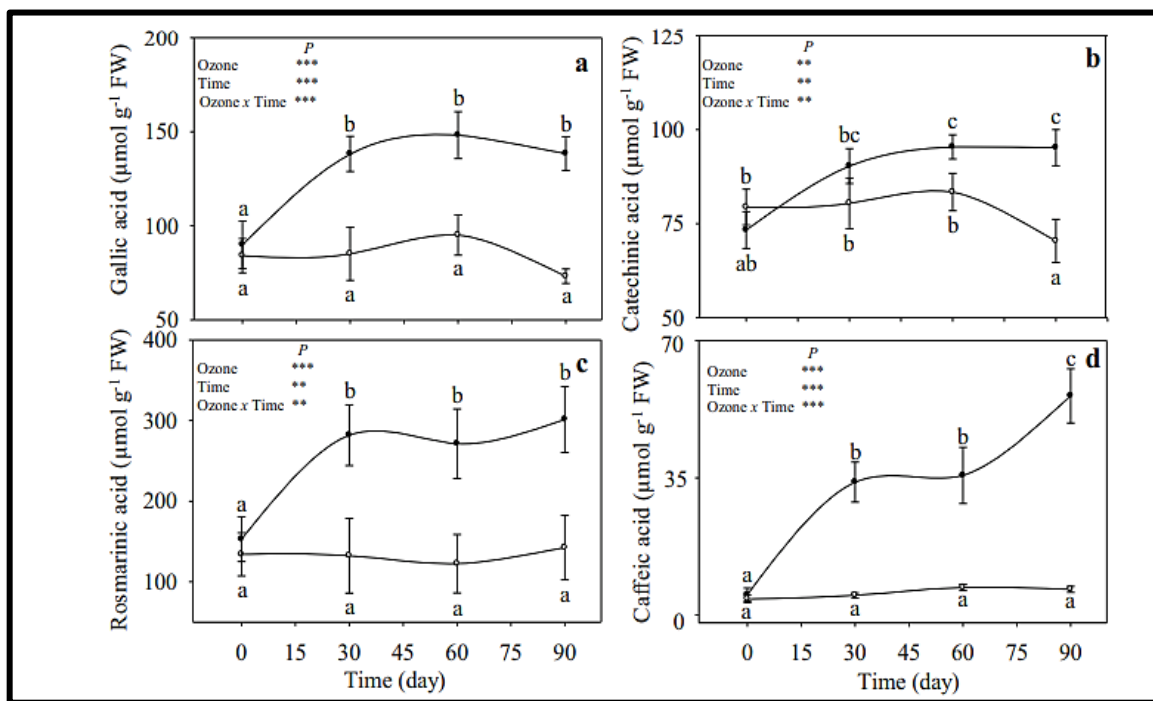 200
P
Ozone ***
Time ***
Ozone x Time ***
a
150
100
50
Gallic acid (µmol g-1 FW)
a
b
b
b
a
a
a
a
125
P
Ozone **
Time **
Ozone x Time **
b
100
75
50
Catechinic acid (µmol g-1 FW)
b
bc
c
c
ab
b
b
a
400
P
Ozone ***
Time **
Ozone x Time **
c
300
200
100
Rosmarinic acid (µmol g-1 FW)
a
b
b
b
a
a
a
a
0 15 30 45 60 75 90
Time (day)
70
P
Ozone ***
Time ***
Ozone x Time ***
d
35
0
Caffeic acid (µmol g-1 FW)
a
b
b
c
a
a
a
a
0 15 30 45 60 75 90
Time (day)